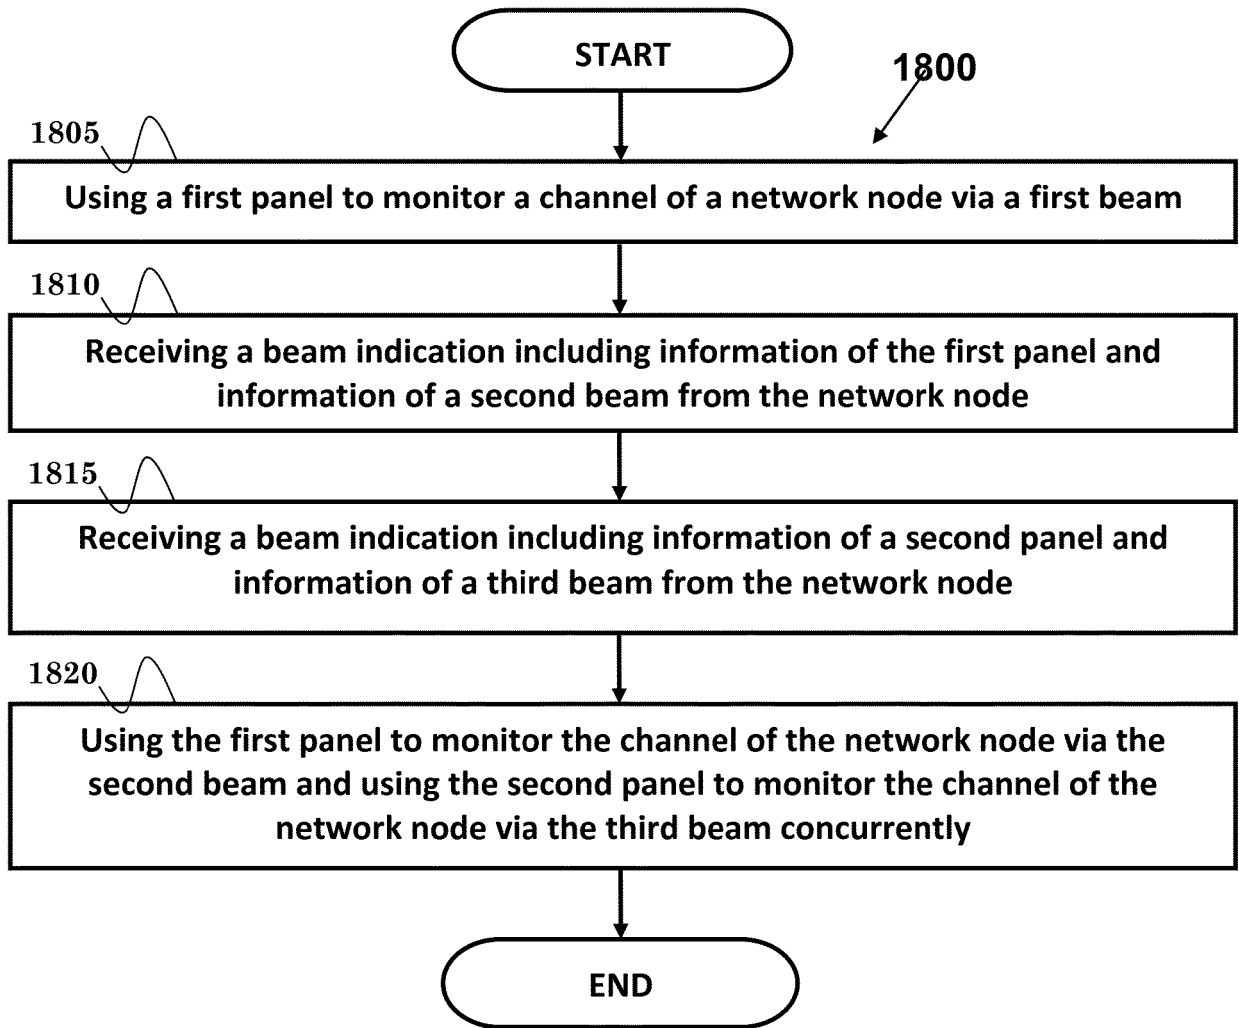 START
1800
1805
Using a first panel to monitor a channel of a network node via a first beam
1810
Receiving a beam indication including information of the first panel and
information of a second beam from the network node
1815
Receiving a beam indication including information of a second panel and
information of a third beam from the network node
1820
Using the first panel to monitor the channel of the network node via the
second beam and using the second panel to monitor the channel of the
network node via the third beam concurrently
END